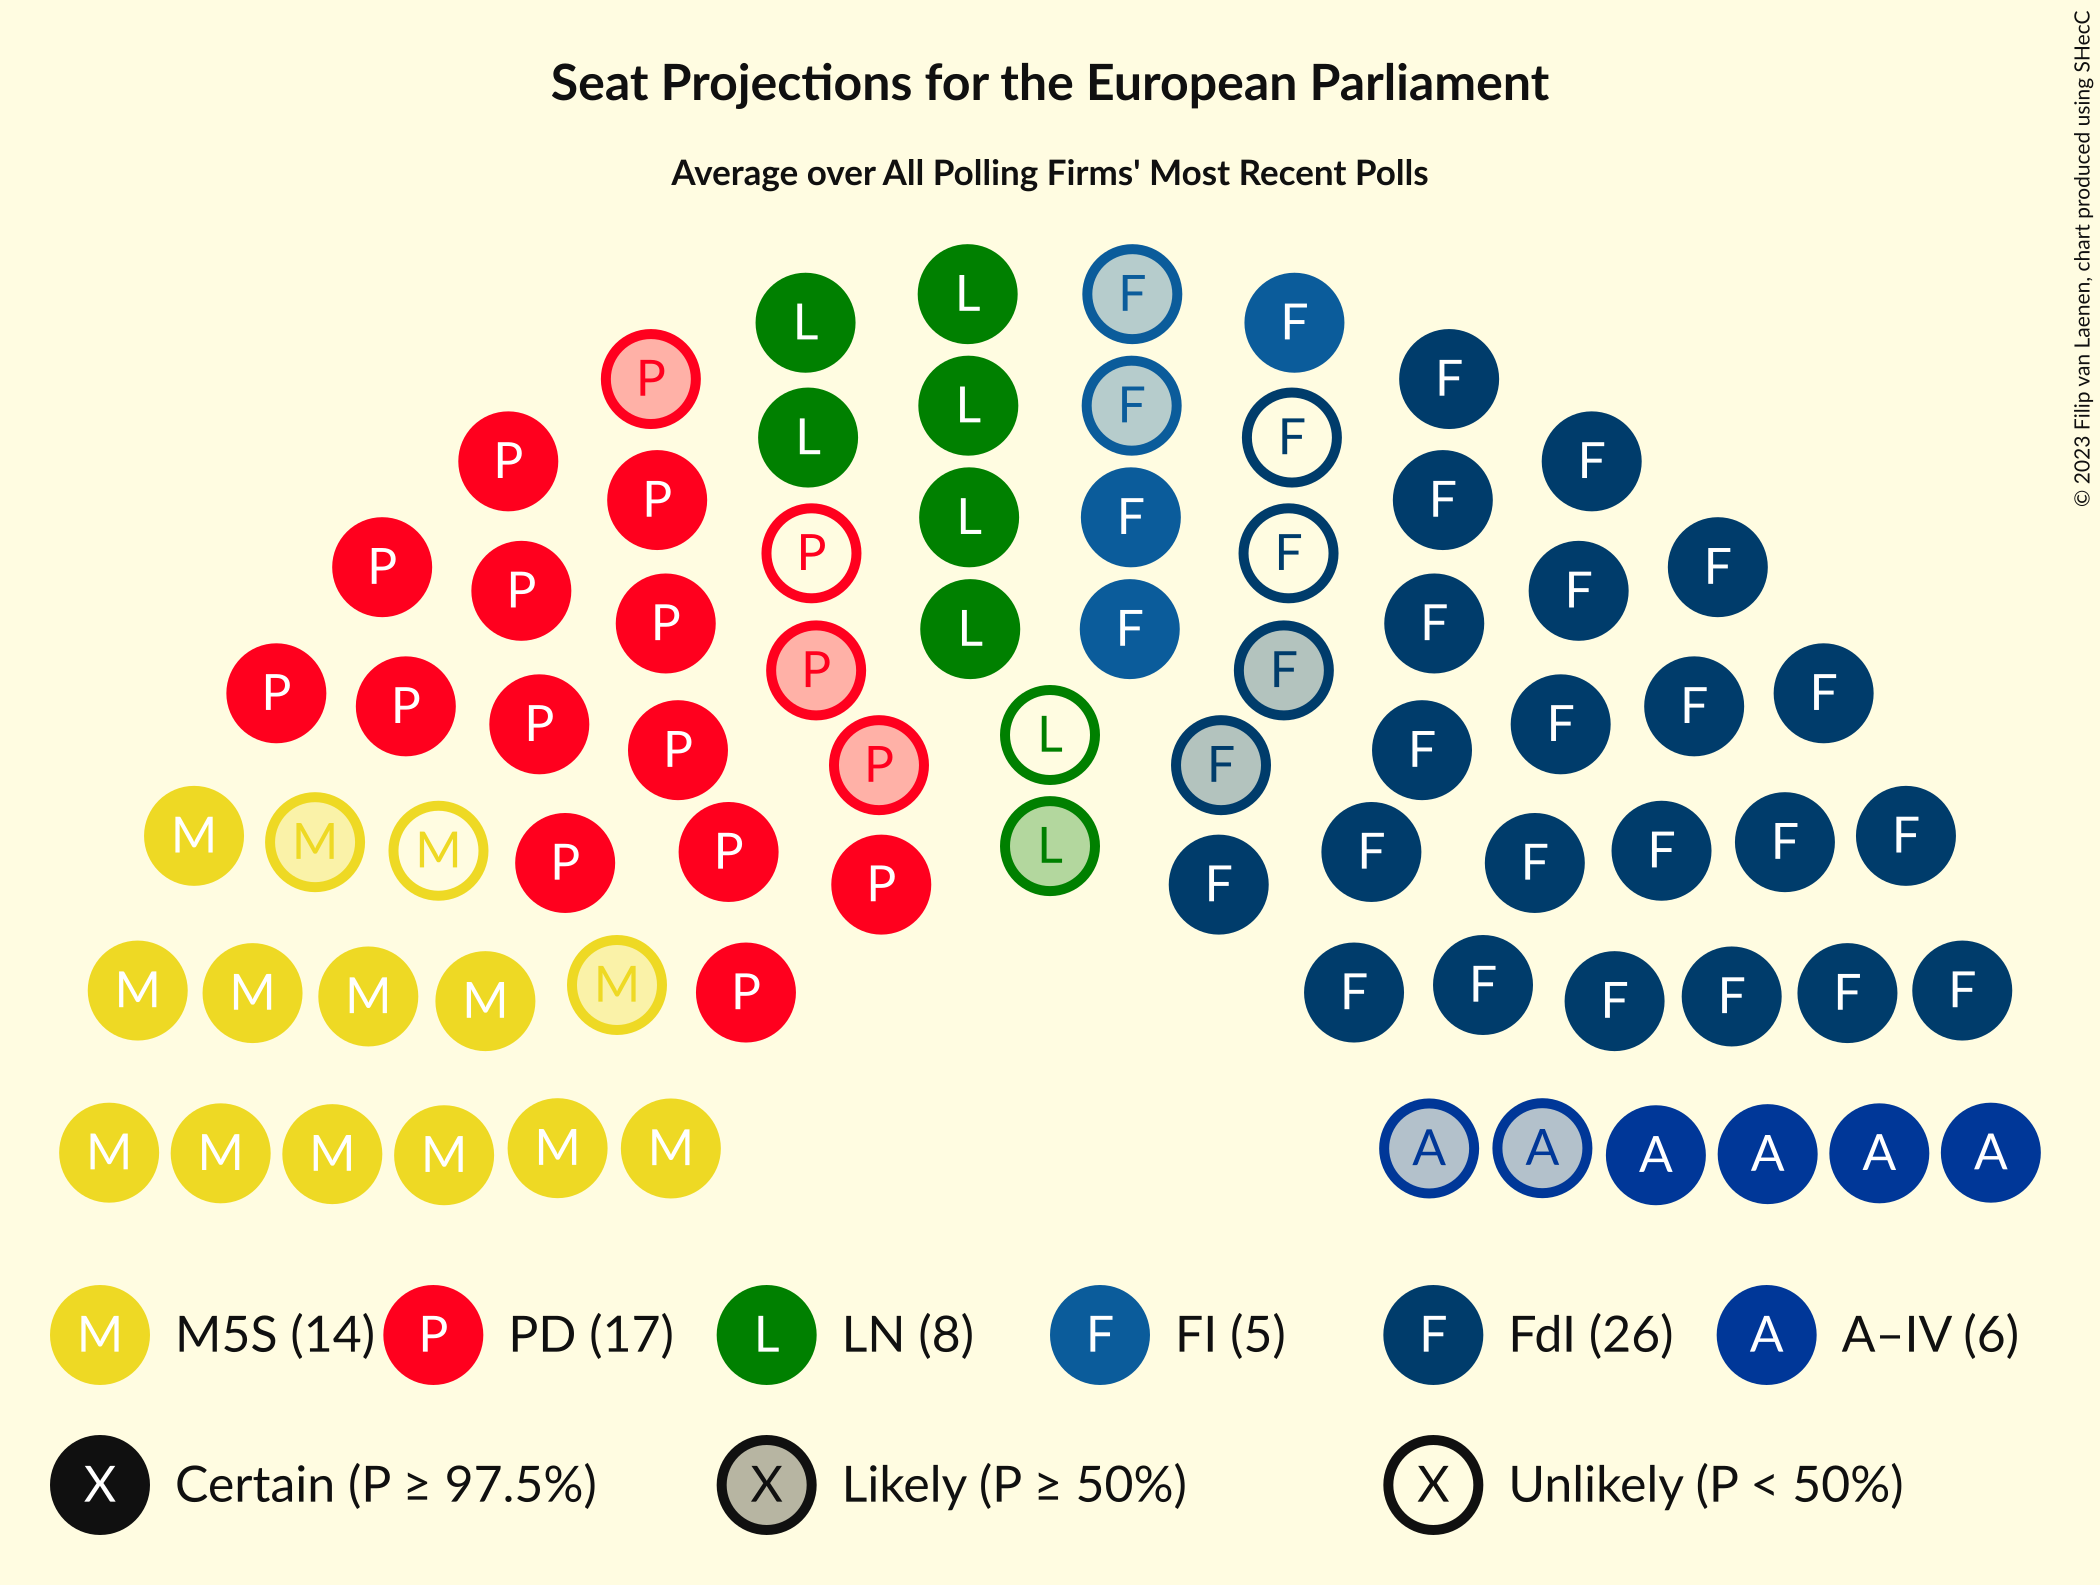 Seat Projections for the European Parliament
Average over All Polling Firms' Most Recent Polls
© 2023 Filip van Laenen, chart produced using SHecC
L L F F
P L L F F F
P P L L F F F F
P P P P L F F F F F
P P P P P L L F F F F F F F
P P P P P L F F F F F
M M M P P P L F F F F F F
M M M M M P F F F F F F
M M M M M M A A A A A A
M M5S (14) P PD (17) L LN (8) F FI (5) F FdI (26) A A–IV (6)
X Certain (P ≥ 97.5%) X Likely (P ≥ 50%) X Unlikely (P < 50%)